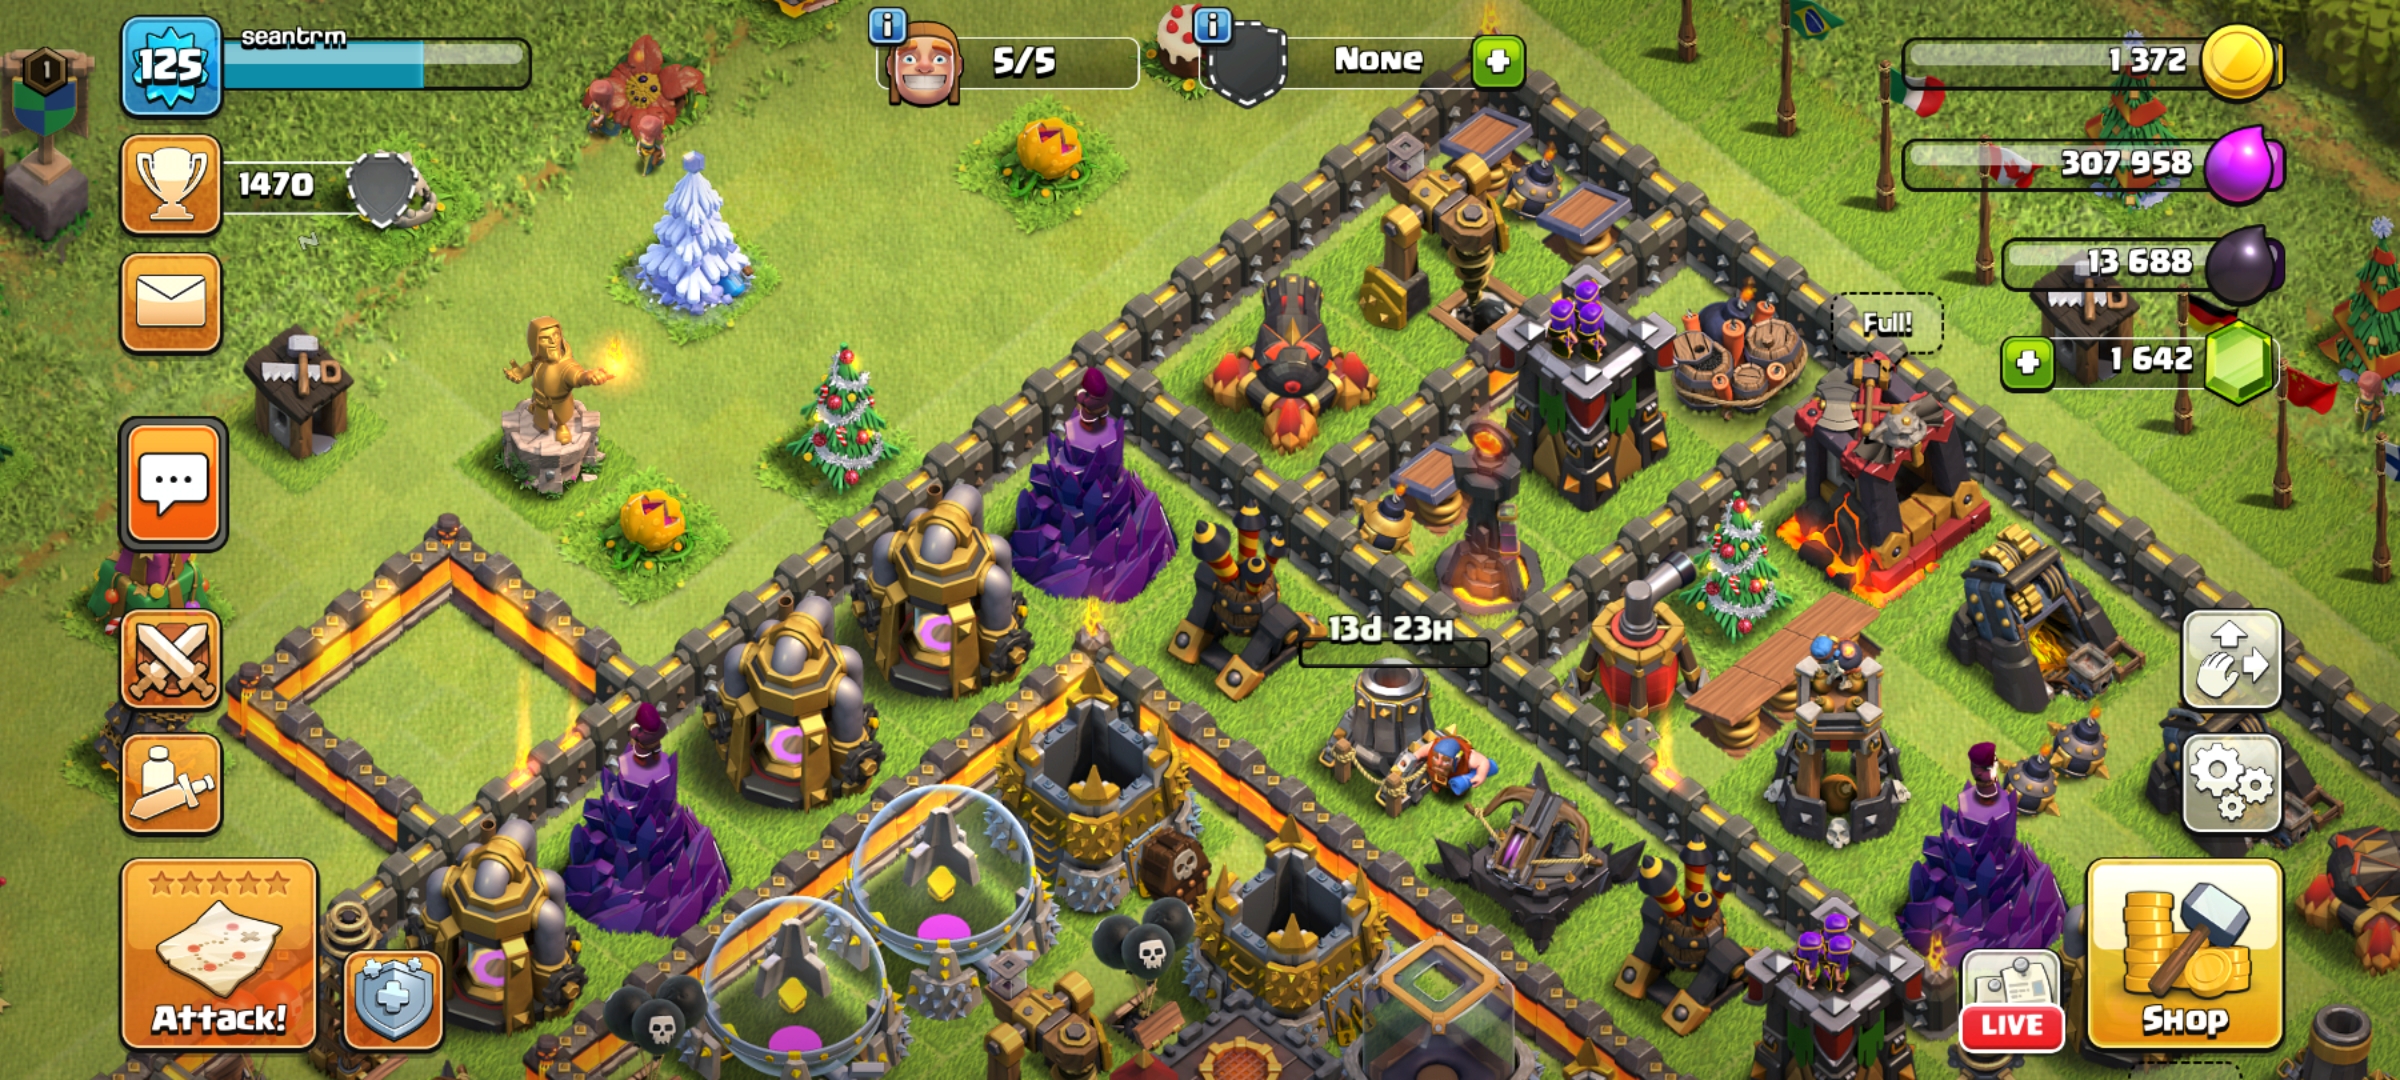 125
seantrm
5/5
None
1 372
1
1470
307 958
13 688
Full!
1 642
13d 23h
Attack!
LIVE
Shop